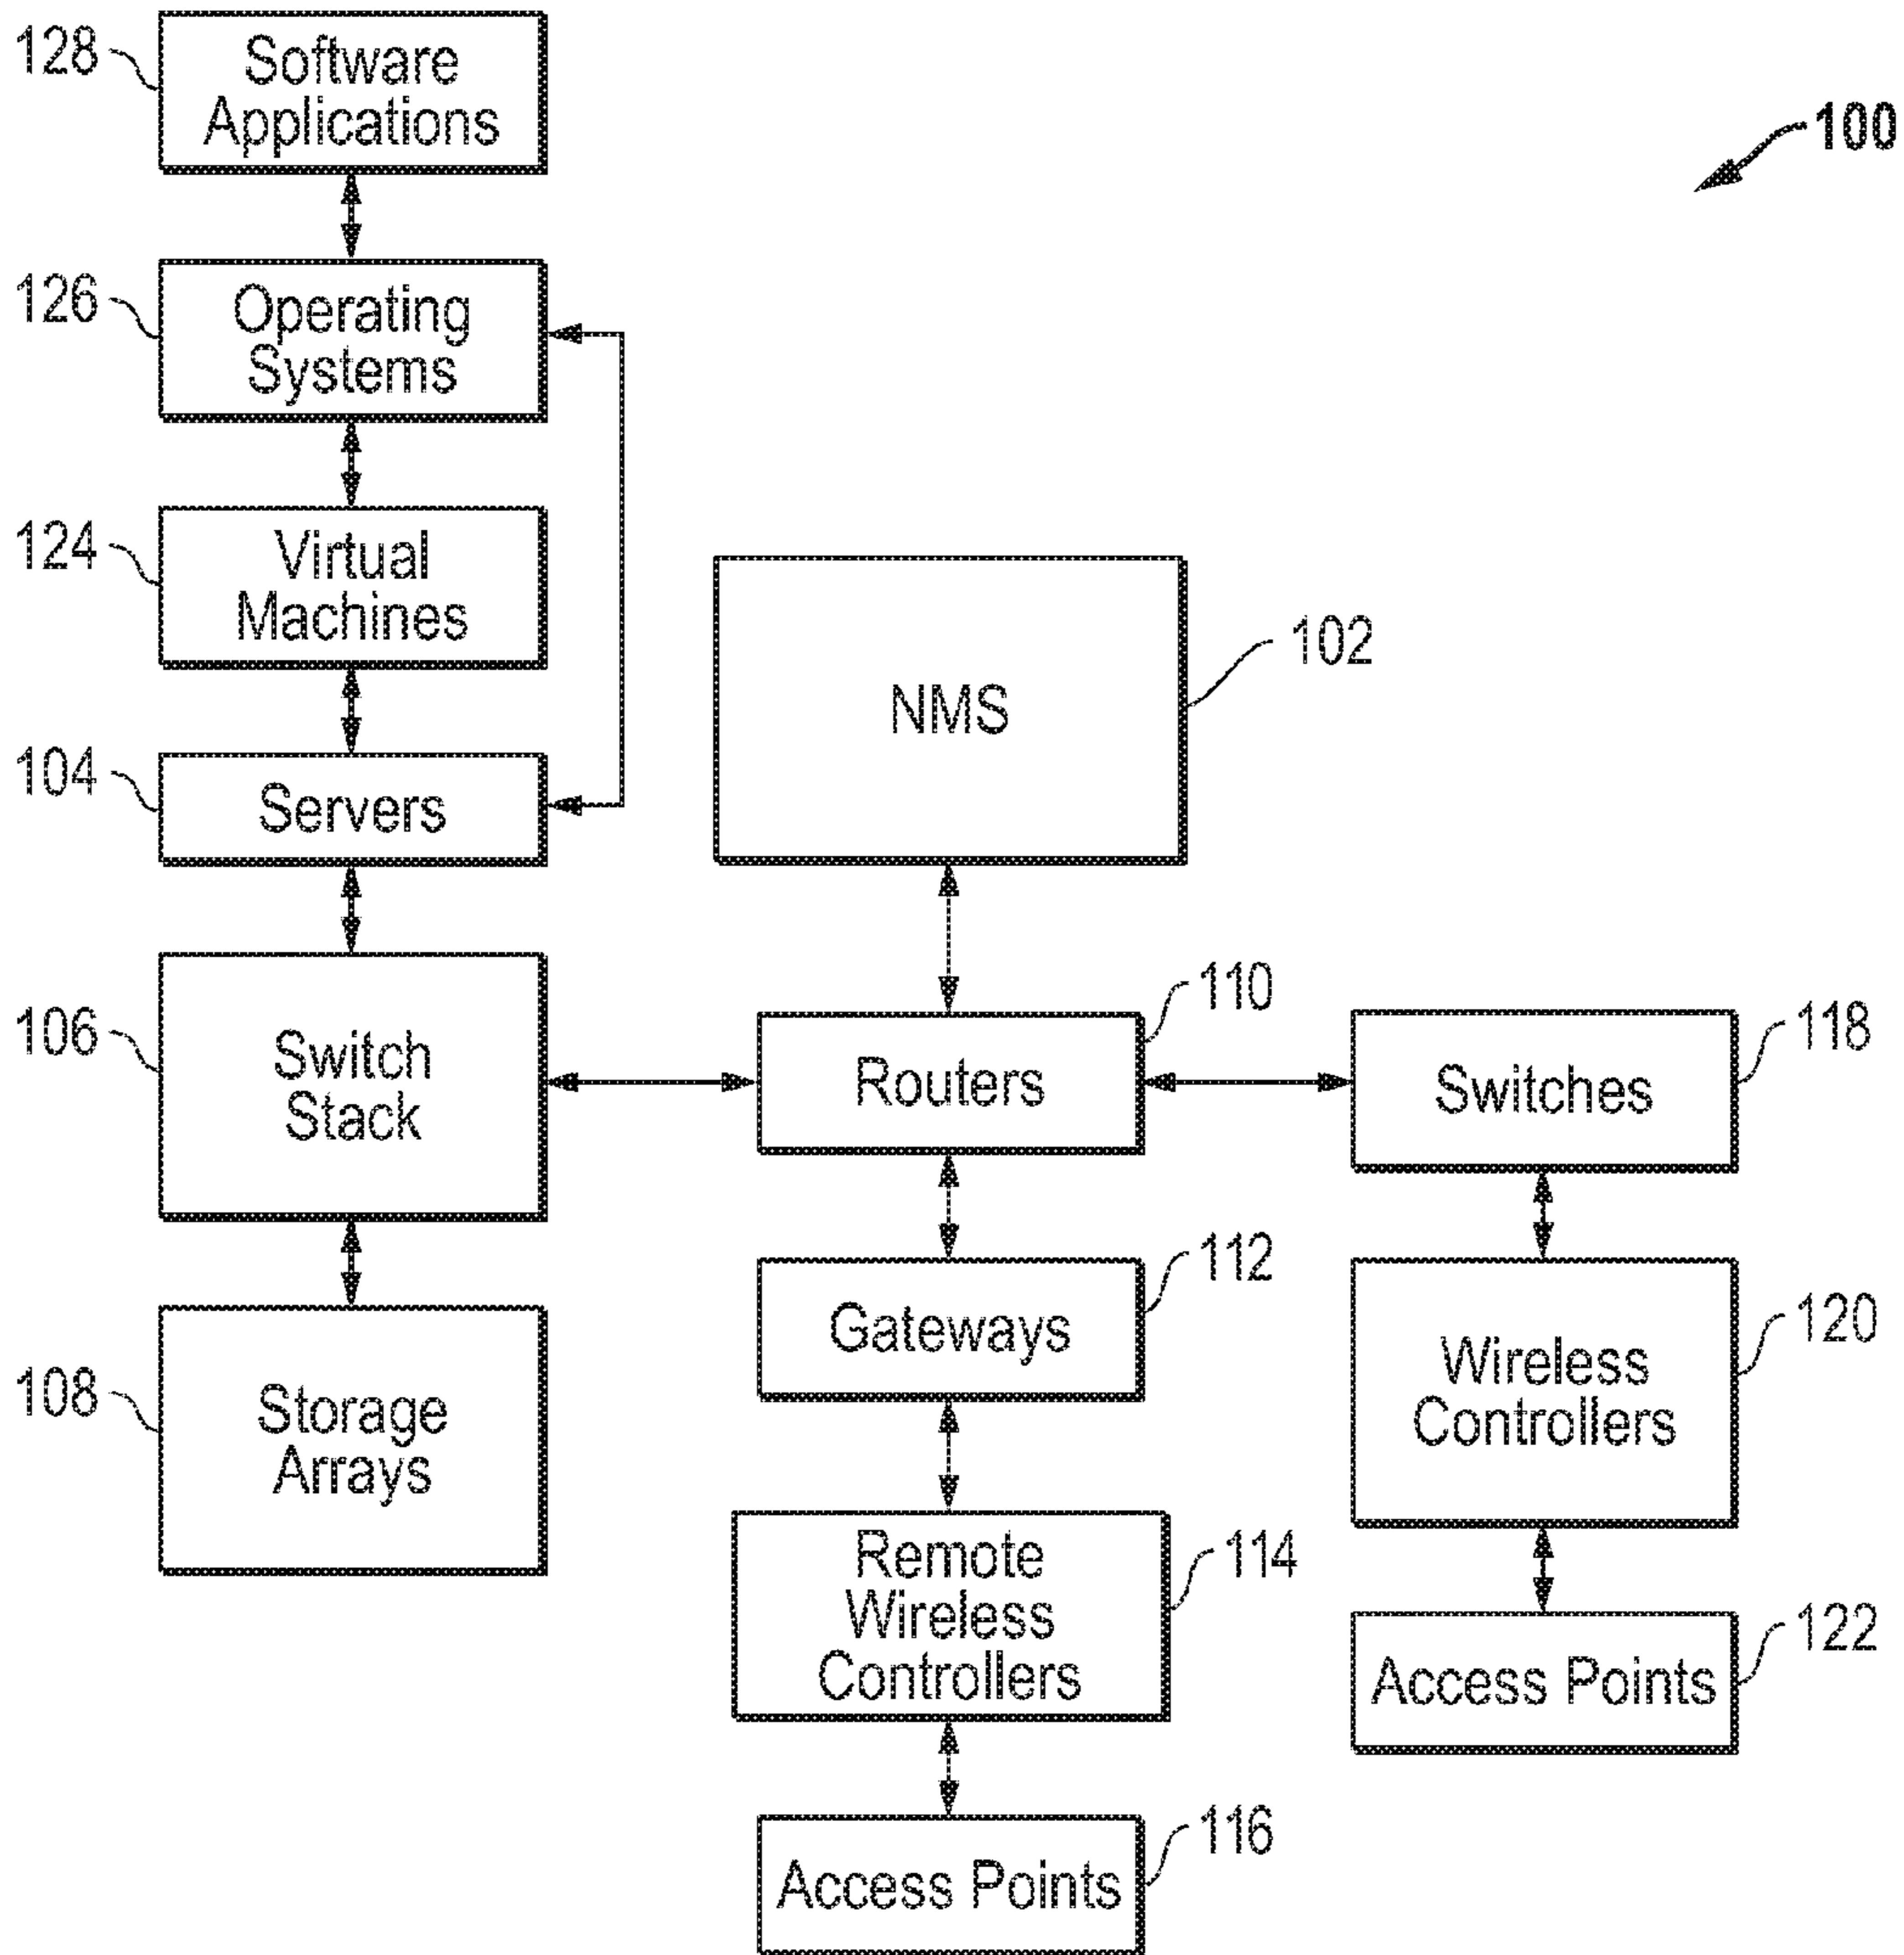 128
Software
Applications
100
126
Operating
Systems
124
Virtual
Machines
NMS
102
104
Servers
106
Switch
Stack
110
Routers
118
Switches
112
Gateways
108
Storage
Arrays
120
Wireless
Controllers
Remote
Wireless
Controllers
114
122
Access Points
116
Access Points